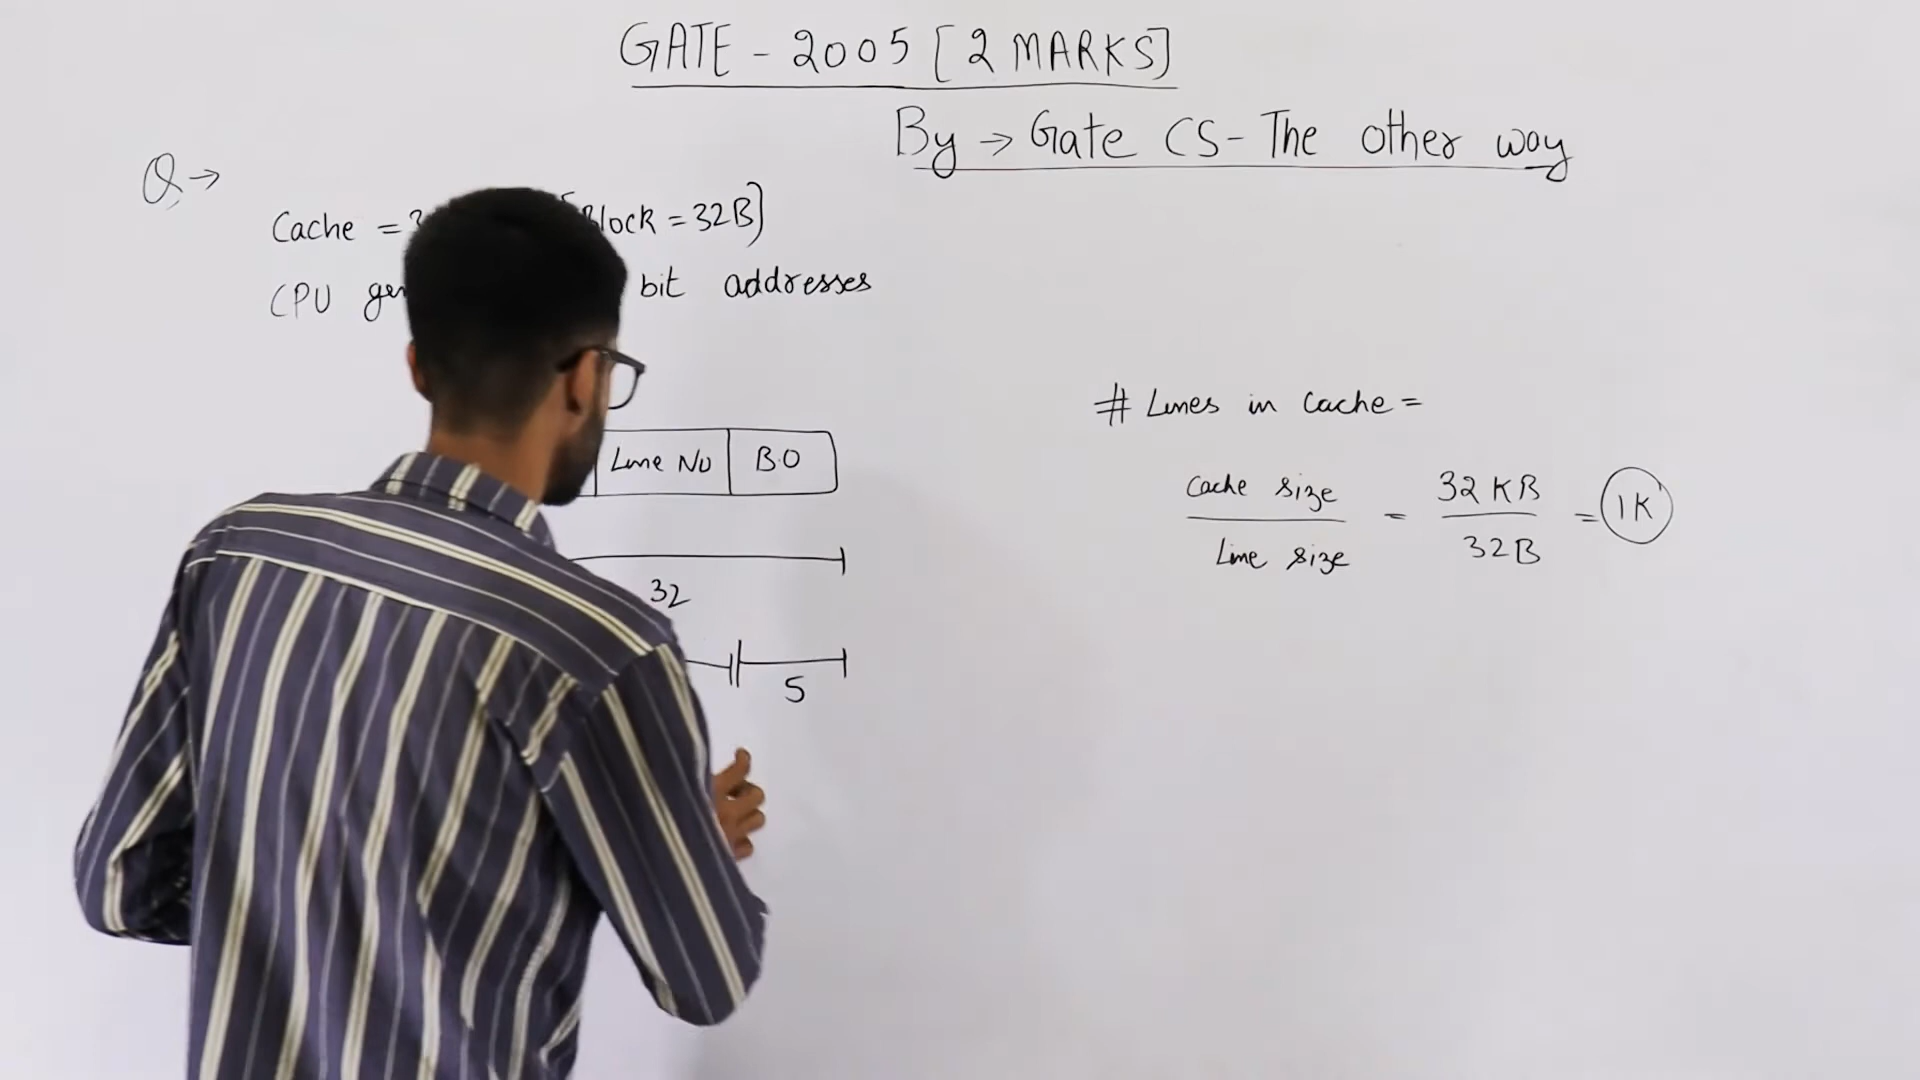 GATE - 2005 [2 MARKS]
By → Gate CS - The other way
Q →
Cache = Block = 32B]
CPU bit addresses
# Lines in cache =
Line No B.O
cache size = 32 KB = 1K
Line size 32B
32
5